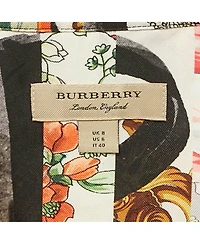 BURBERRY
London, England
UK 8
US 6
IT 40